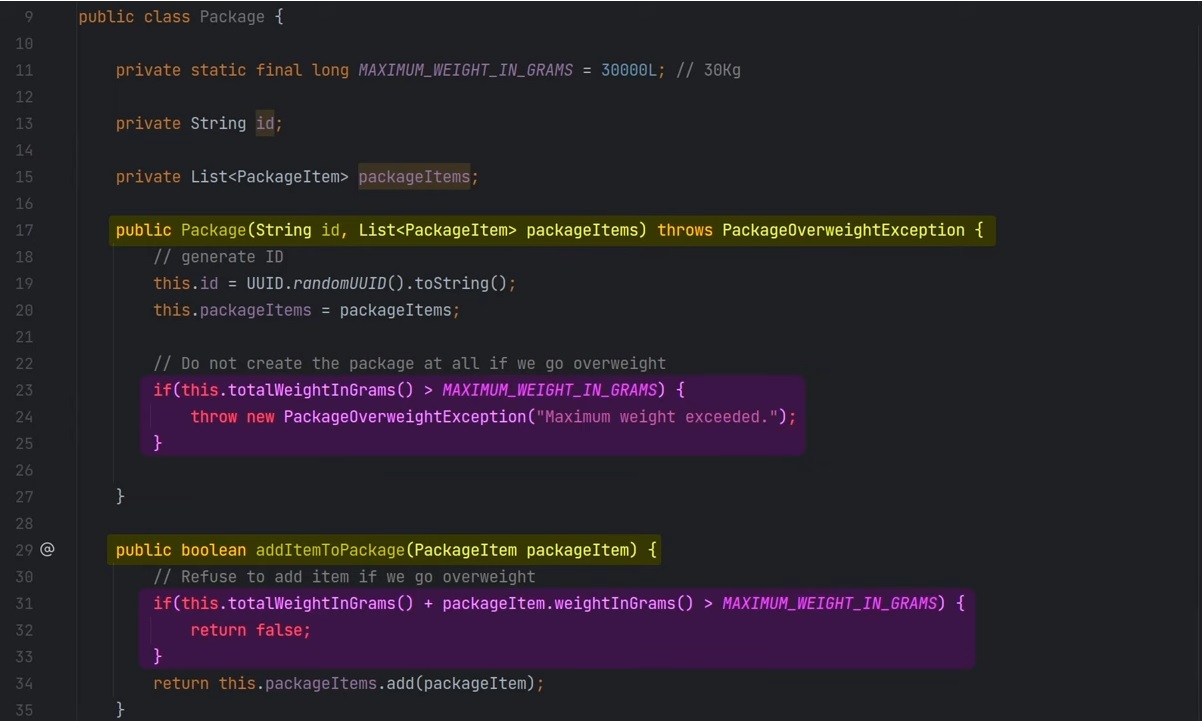 9 public class Package {
10
11 private static final long MAXIMUM_WEIGHT_IN_GRAMS = 30000L; // 30Kg
12
13 private String id;
14
15 private List<PackageItem> packageItems;
16
17 public Package(String id, List<PackageItem> packageItems) throws PackageOverweightException {
18 // generate ID
19 this.id = UUID.randomUUID().toString();
20 this.packageItems = packageItems;
21
22 // Do not create the package at all if we go overweight
23 if(this.totalWeightInGrams() > MAXIMUM_WEIGHT_IN_GRAMS) {
24 throw new PackageOverweightException("Maximum weight exceeded.");
25 }
26
27 }
28
29 @ public boolean addItemToPackage(PackageItem packageItem) {
30 // Refuse to add item if we go overweight
31 if(this.totalWeightInGrams() + packageItem.weightInGrams() > MAXIMUM_WEIGHT_IN_GRAMS) {
32 return false;
33 }
34 return this.packageItems.add(packageItem);
35 }